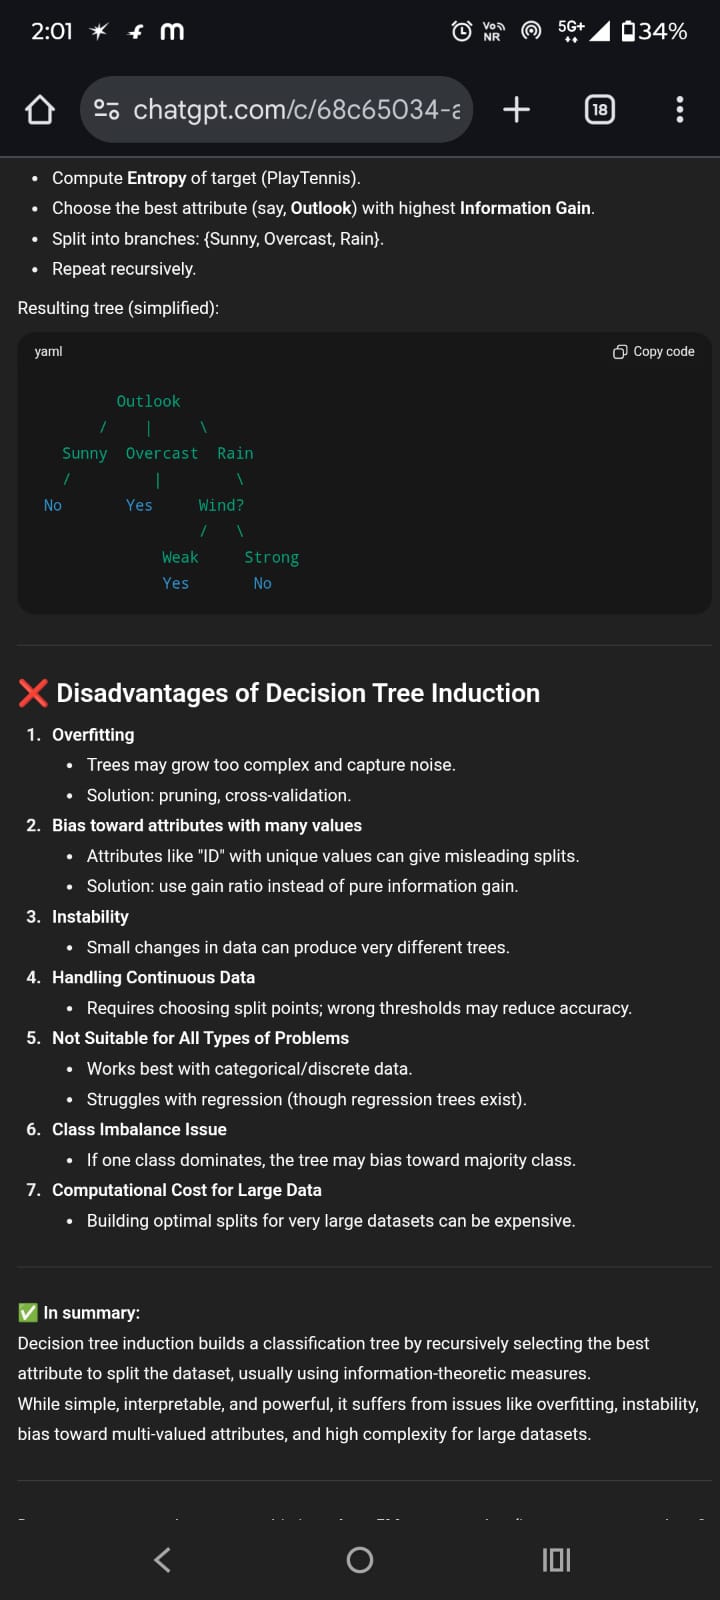 2:01 Vo NR 5G+ 34%
chatgpt.com/c/68c65034-a 18
• Compute Entropy of target (PlayTennis).
• Choose the best attribute (say, Outlook) with highest Information Gain.
• Split into branches: {Sunny, Overcast, Rain}.
• Repeat recursively.
Resulting tree (simplified):
yaml Copy code
Outlook
/ | \
Sunny Overcast Rain
/ | \
No Yes Wind?
/ \
Weak Strong
Yes No
❌ Disadvantages of Decision Tree Induction
1. Overfitting
• Trees may grow too complex and capture noise.
• Solution: pruning, cross-validation.
2. Bias toward attributes with many values
• Attributes like "ID" with unique values can give misleading splits.
• Solution: use gain ratio instead of pure information gain.
3. Instability
• Small changes in data can produce very different trees.
4. Handling Continuous Data
• Requires choosing split points; wrong thresholds may reduce accuracy.
5. Not Suitable for All Types of Problems
• Works best with categorical/discrete data.
• Struggles with regression (though regression trees exist).
6. Class Imbalance Issue
• If one class dominates, the tree may bias toward majority class.
7. Computational Cost for Large Data
• Building optimal splits for very large datasets can be expensive.
✅ In summary:
Decision tree induction builds a classification tree by recursively selecting the best
attribute to split the dataset, usually using information-theoretic measures.
While simple, interpretable, and powerful, it suffers from issues like overfitting, instability,
bias toward multi-valued attributes, and high complexity for large datasets.